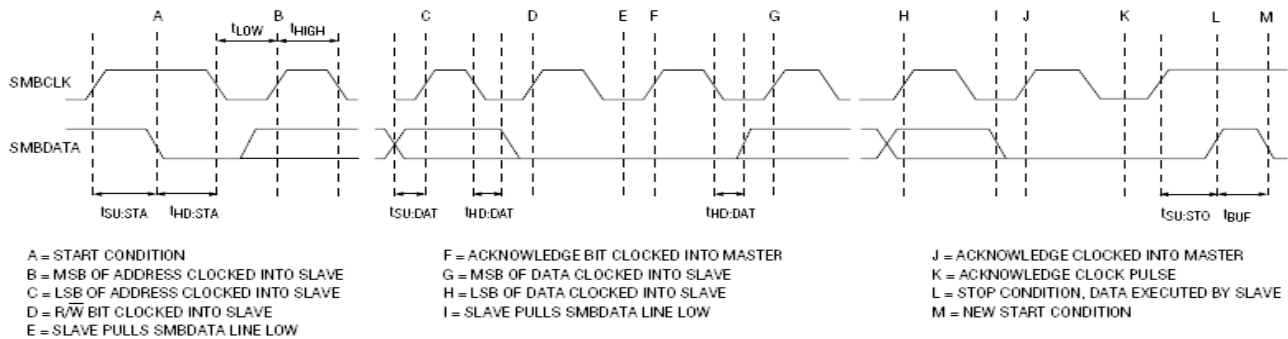 A B C D E F G H I J K L M
tLOW tHIGH
SMBCLK
SMBDATA
tSU:STA tHD:STA tSU:DAT tHD:DAT tHD:DAT tSU:STO tBUF
A = START CONDITION
B = MSB OF ADDRESS CLOCKED INTO SLAVE
C = LSB OF ADDRESS CLOCKED INTO SLAVE
D = R/W̅ BIT CLOCKED INTO SLAVE
E = SLAVE PULLS SMBDATA LINE LOW
F = ACKNOWLEDGE BIT CLOCKED INTO MASTER
G = MSB OF DATA CLOCKED INTO SLAVE
H = LSB OF DATA CLOCKED INTO SLAVE
I = SLAVE PULLS SMBDATA LINE LOW
J = ACKNOWLEDGE CLOCKED INTO MASTER
K = ACKNOWLEDGE CLOCK PULSE
L = STOP CONDITION, DATA EXECUTED BY SLAVE
M = NEW START CONDITION